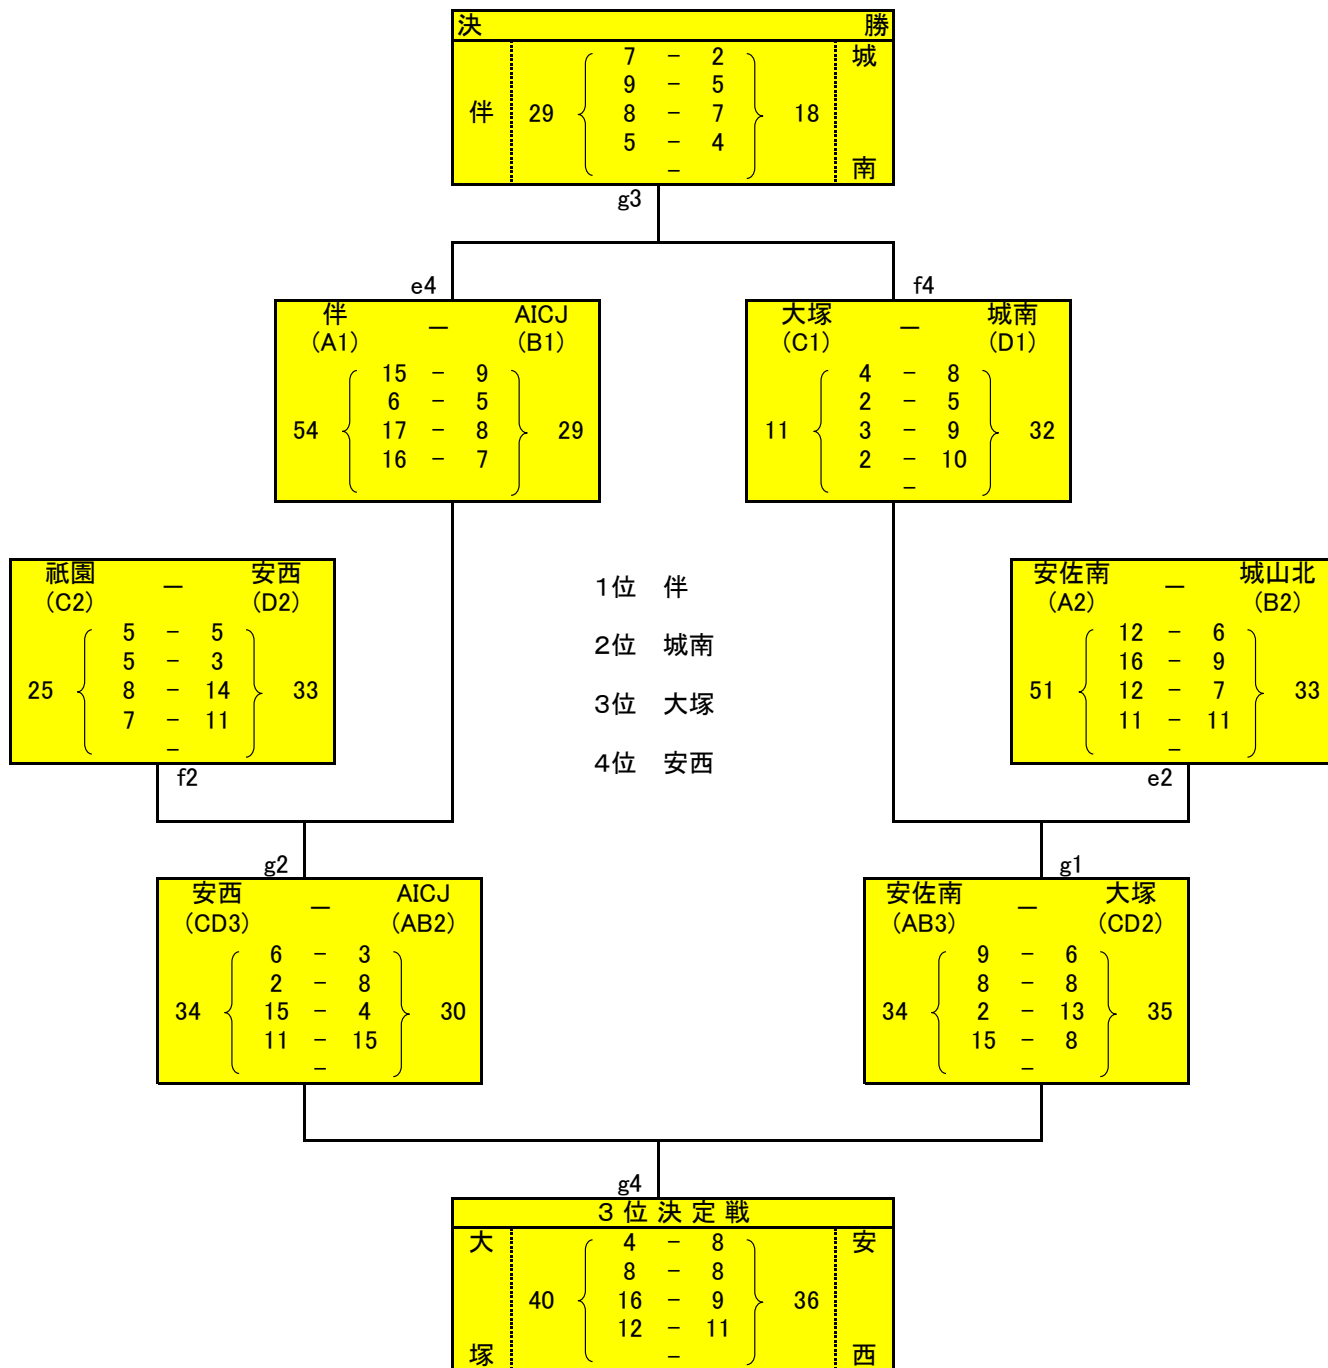 決 勝
7 － 2
9 － 5
8 － 7
5 － 4
－
伴 29 18 城南
g3
e4 f4
伴 － AICJ
(A1) (B1)
15 － 9
6 － 5
54 17 － 8 29
16 － 7
大塚 － 城南
(C1) (D1)
4 － 8
2 － 5
11 3 － 9 32
2 － 10
－
祇園 － 安西
(C2) (D2)
5 － 5
5 － 3
25 8 － 14 33
7 － 11
－
f2
1位 伴
2位 城南
3位 大塚
4位 安西
安佐南 － 城山北
(A2) (B2)
12 － 6
16 － 9
51 12 － 7 33
11 － 11
－
e2
g2 g1
安西 － AICJ
(CD3) (AB2)
6 － 3
2 － 8
34 15 － 4 30
11 － 15
－
安佐南 － 大塚
(AB3) (CD2)
9 － 6
8 － 8
34 2 － 13 35
15 － 8
－
g4
3位決定戦
4 － 8
8 － 8
大塚 40 16 － 9 36 安西
12 － 11
－